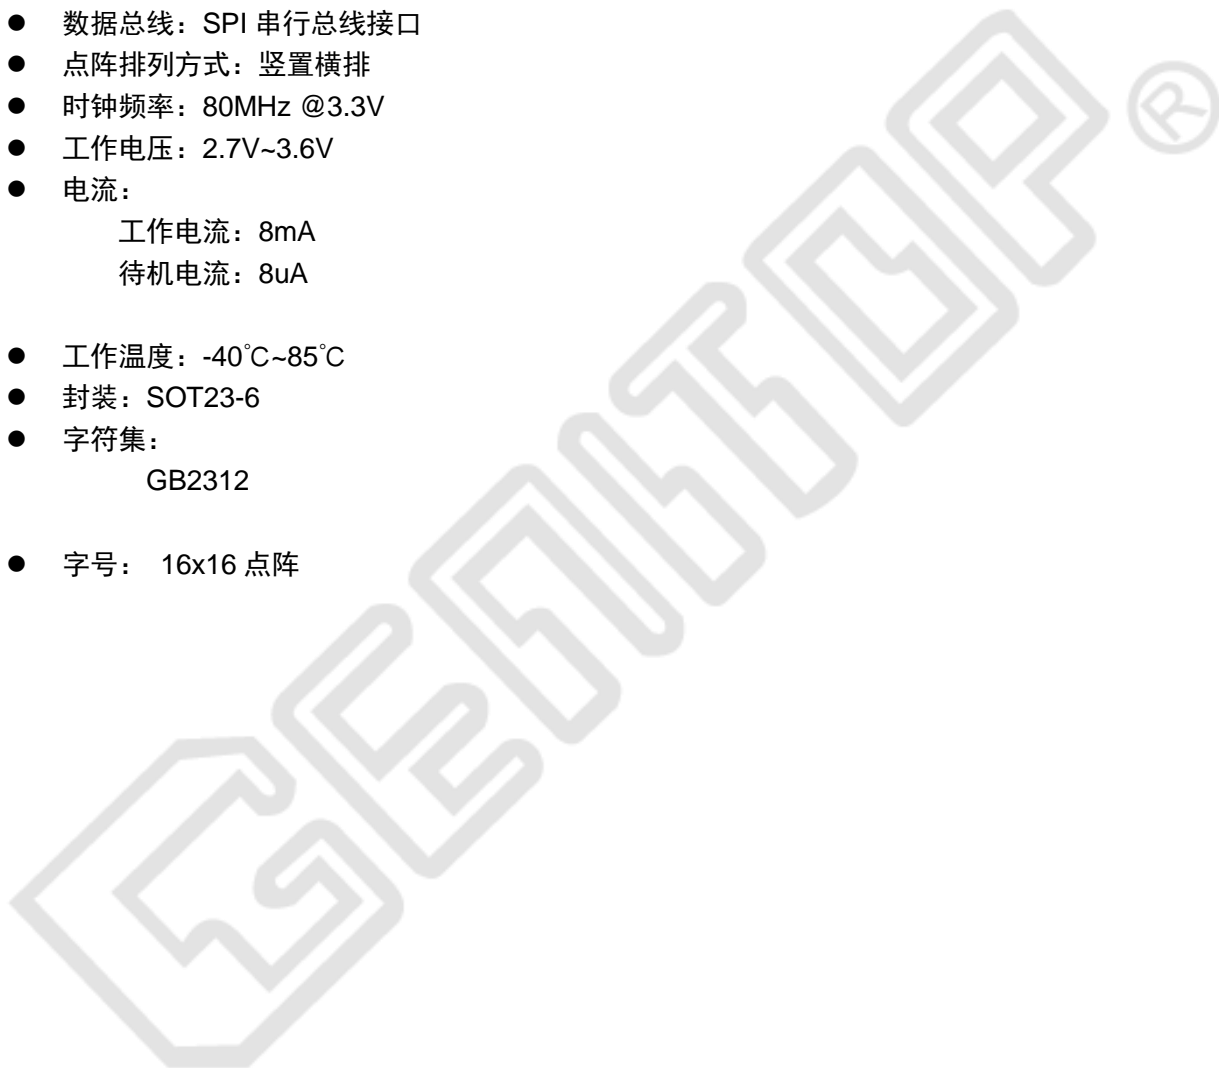 ● 数据总线：SPI 串行总线接口
● 点阵排列方式：竖置横排
● 时钟频率：80MHz @3.3V
● 工作电压：2.7V~3.6V
● 电流：
工作电流：8mA
待机电流：8uA
● 工作温度：-40℃~85℃
● 封装：SOT23-6
● 字符集：
GB2312
● 字号： 16x16 点阵
GENTOP®